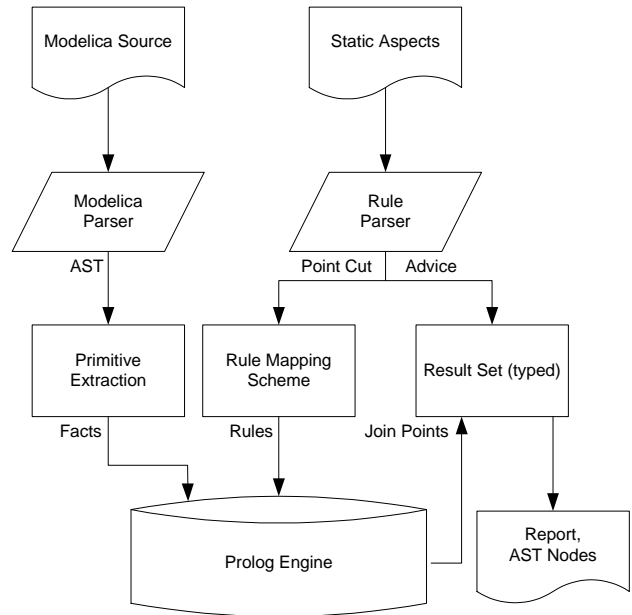 Modelica Source
Static Aspects
Modelica
Parser
Rule
Parser
AST
Point Cut
Advice
Primitive
Extraction
Rule Mapping
Scheme
Result Set (typed)
Facts
Rules
Join Points
Prolog Engine
Report,
AST Nodes